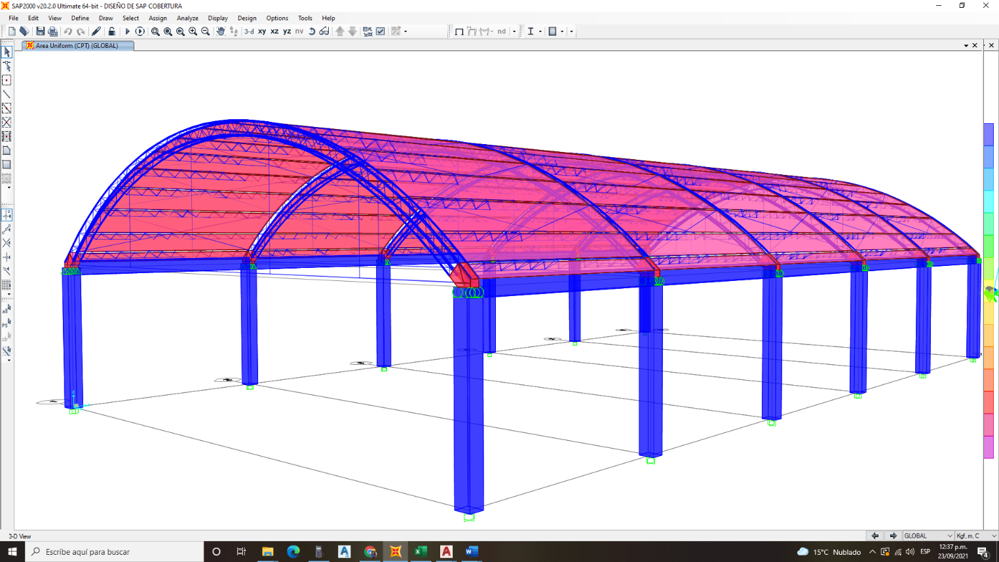 SAP2000 v20.2.0 Ultimate 64-bit - DISEÑO DE SAP COBERTURA
File Edit View Define Draw Select Assign Analyze Display Design Options Tools Help
3-d xy xz yz nv nd
Area Uniform (CPT) (GLOBAL)
3-D View
GLOBAL
Kgf, m, C
Escribe aquí para buscar
15°C Nublado
ESP
12:37 p.m.
23/09/2021
4